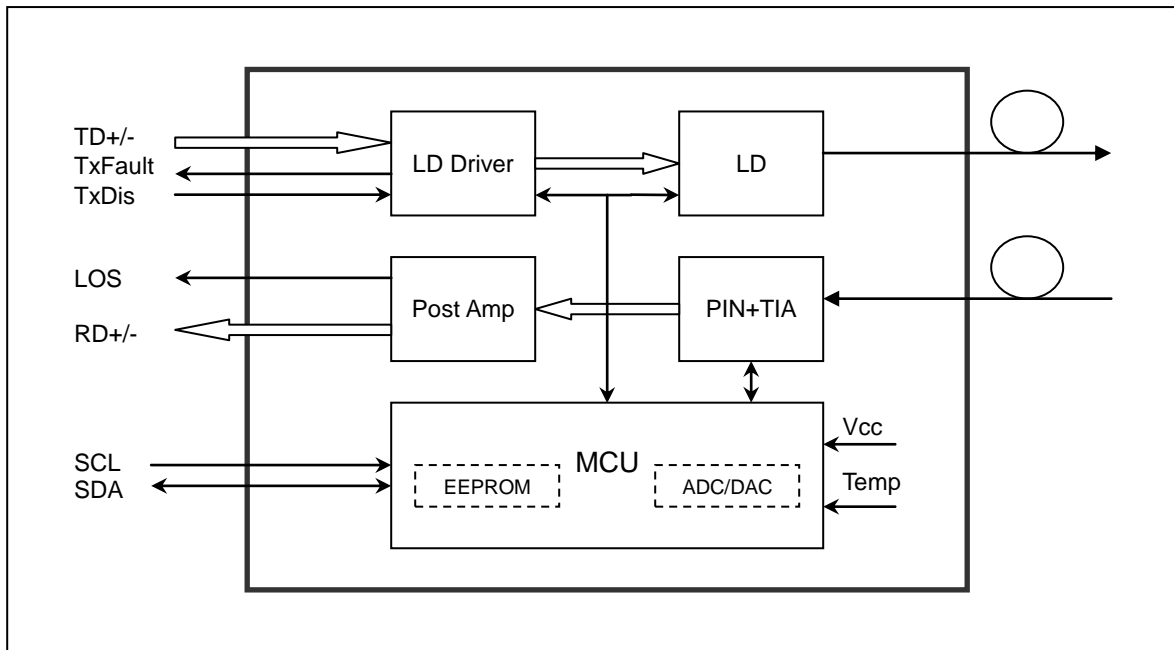 TD+/-
TxFault
TxDis
LD Driver
LD
LOS
RD+/-
Post Amp
PIN+TIA
SCL
SDA
MCU
EEPROM
ADC/DAC
Vcc
Temp